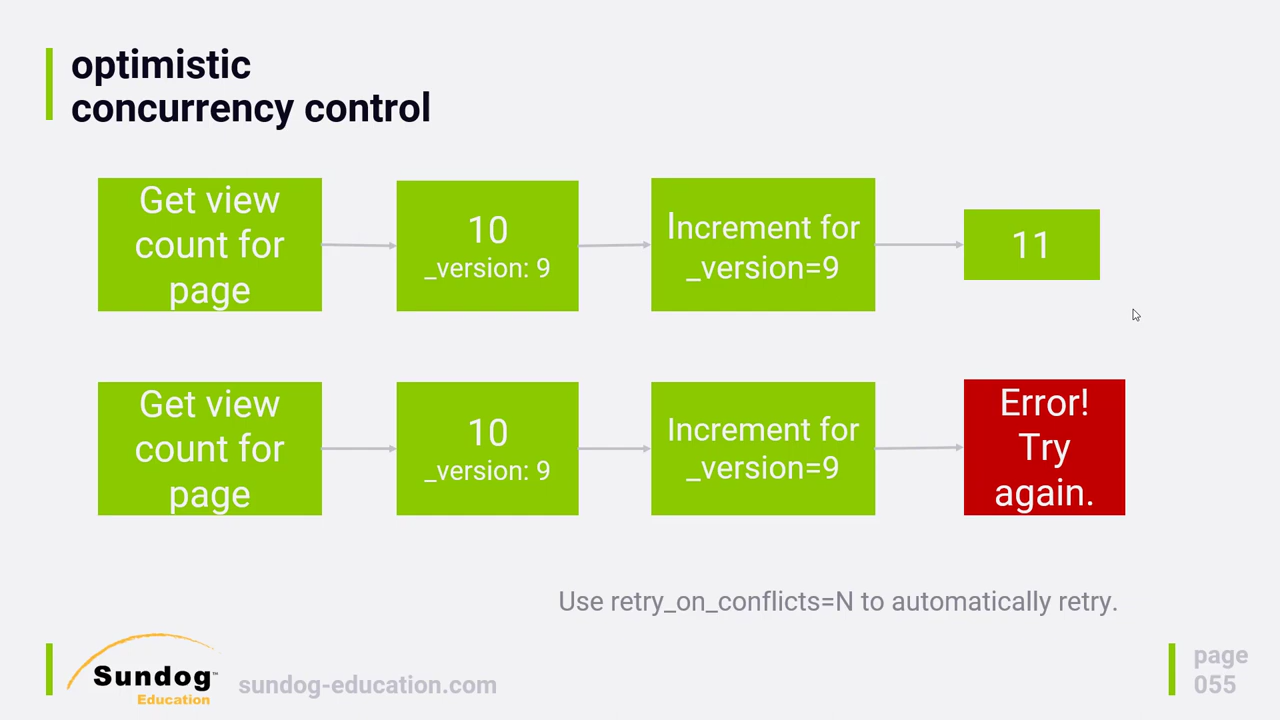 optimistic
concurrency control
Get view
count for
page
10
_version: 9
Increment for
_version=9
11
Get view
count for
page
10
_version: 9
Increment for
_version=9
Error!
Try
again.
Use retry_on_conflicts=N to automatically retry.
Sundog™
Education
sundog-education.com
page
055